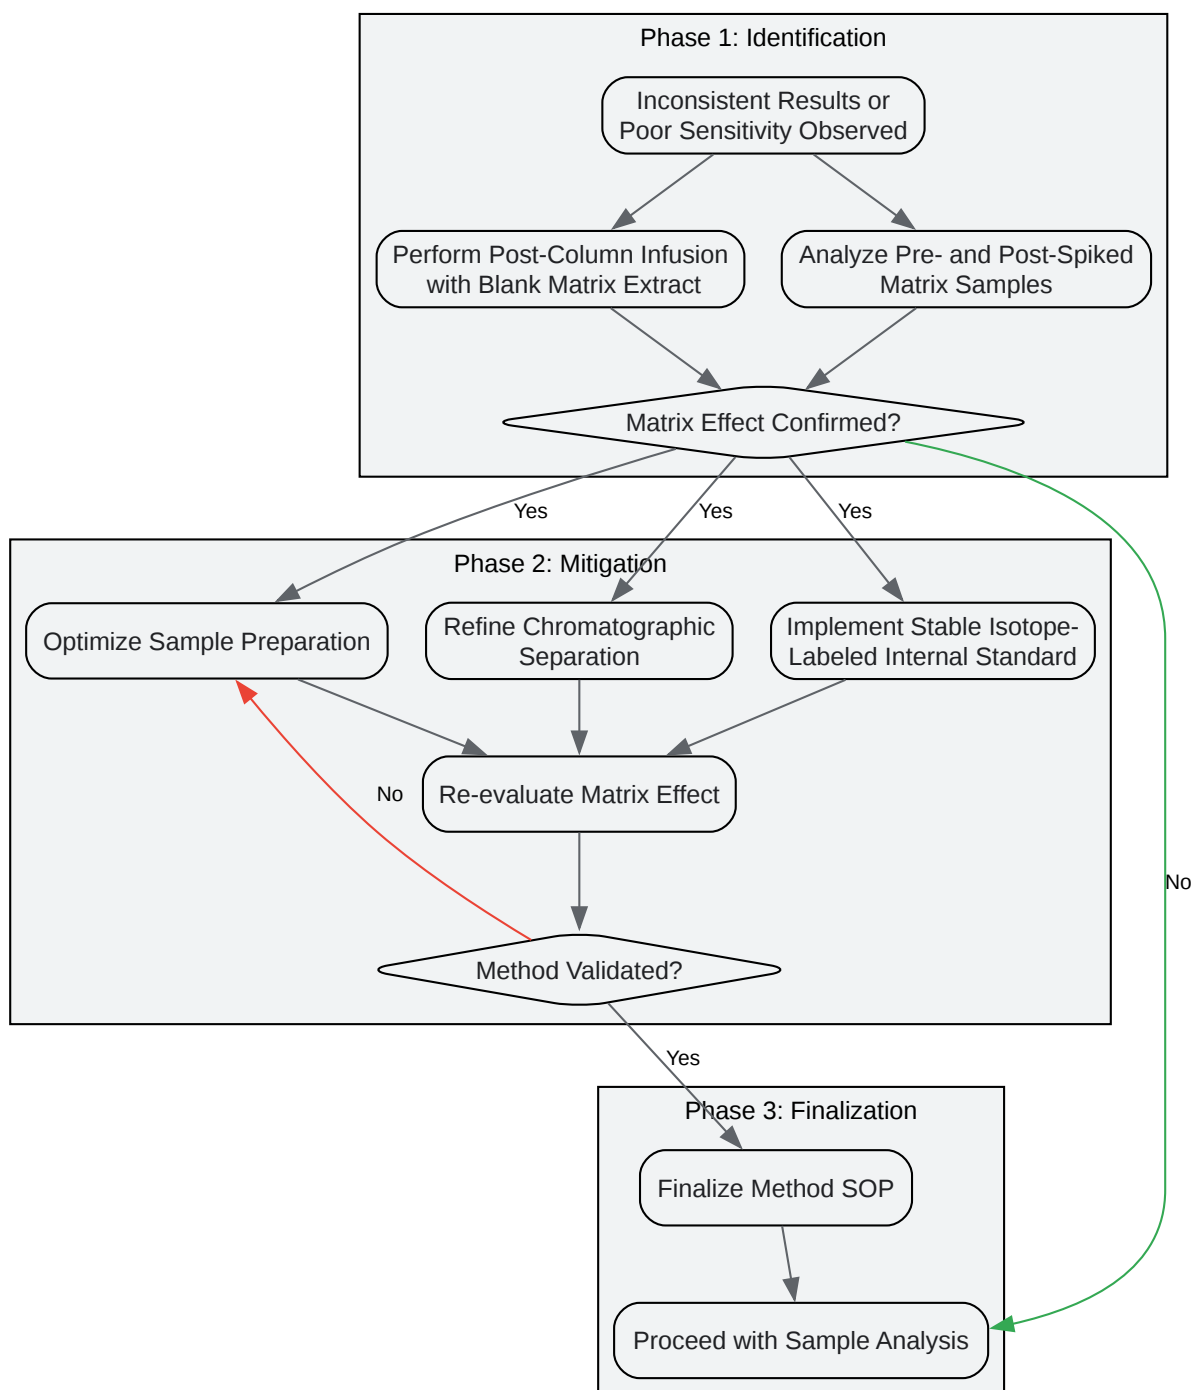 Phase 1: Identification
Inconsistent Results or
Poor Sensitivity Observed
Perform Post-Column Infusion
with Blank Matrix Extract
Analyze Pre- and Post-Spiked
Matrix Samples
Matrix Effect Confirmed?
Yes
Yes
Yes
Phase 2: Mitigation
Optimize Sample Preparation
Refine Chromatographic
Separation
Implement Stable Isotope-
Labeled Internal Standard
No
Re-evaluate Matrix Effect
No
Method Validated?
Yes
Phase 3: Finalization
Finalize Method SOP
Proceed with Sample Analysis